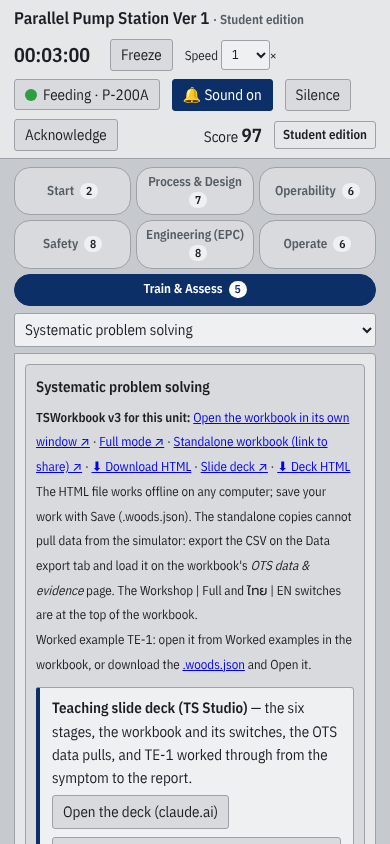 Parallel Pump Station Ver 1 · Student edition
00:03:00 Freeze Speed 1 ×
Feeding · P-200A 🔔 Sound on Silence
Acknowledge Score 97 Student edition
Start 2 Process & Design 7 Operability 6
Safety 8 Engineering (EPC) 8 Operate 6
Train & Assess 5
Systematic problem solving
Systematic problem solving
TSWorkbook v3 for this unit: Open the workbook in its own
window ↗ · Full mode ↗ · Standalone workbook (link to
share) ↗ · ⬇ Download HTML · Slide deck ↗ · ⬇ Deck HTML
The HTML file works offline on any computer; save your
work with Save (.woods.json). The standalone copies cannot
pull data from the simulator: export the CSV on the Data
export tab and load it on the workbook's OTS data &
evidence page. The Workshop | Full and ไทย | EN switches
are at the top of the workbook.
Worked example TE-1: open it from Worked examples in the
workbook, or download the .woods.json and Open it.
Teaching slide deck (TS Studio) — the six
stages, the workbook and its switches, the OTS
data pulls, and TE-1 worked through from the
symptom to the report.
Open the deck (claude.ai)